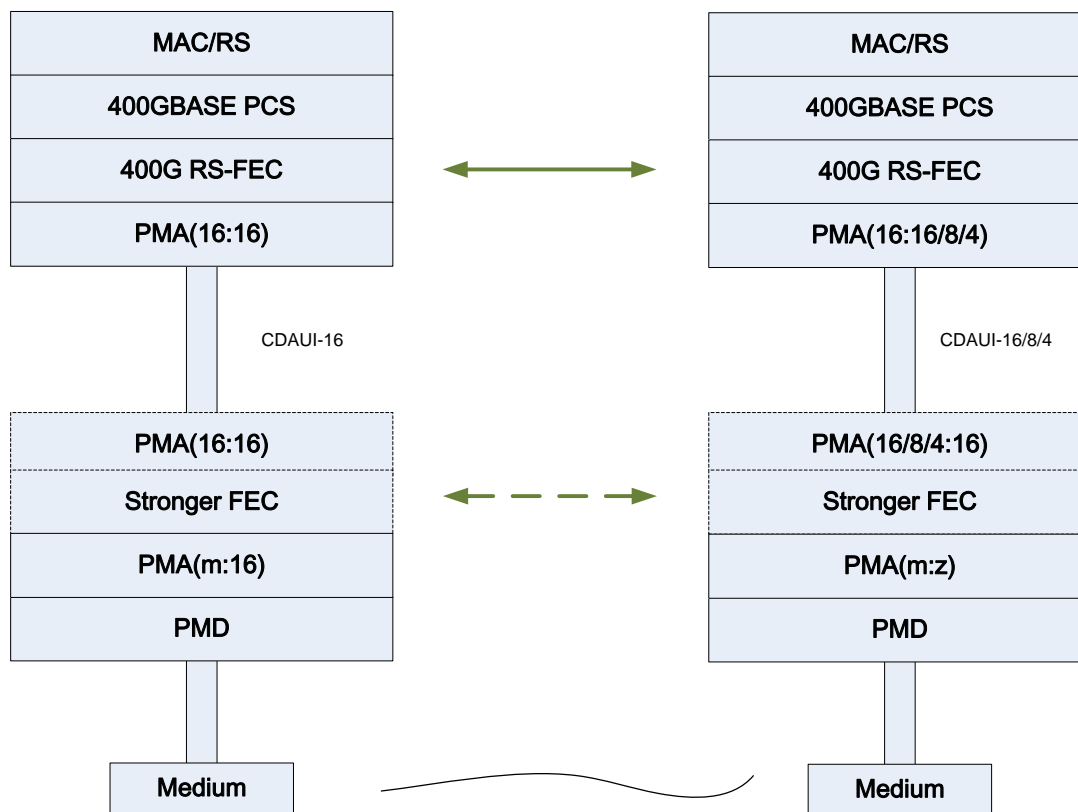 MAC/RS
400GBASE PCS
400G RS-FEC
PMA(16:16)
CDAUI-16
PMA(16:16)
Stronger FEC
PMA(m:16)
PMD
Medium
MAC/RS
400GBASE PCS
400G RS-FEC
PMA(16:16/8/4)
CDAUI-16/8/4
PMA(16/8/4:16)
Stronger FEC
PMA(m:z)
PMD
Medium